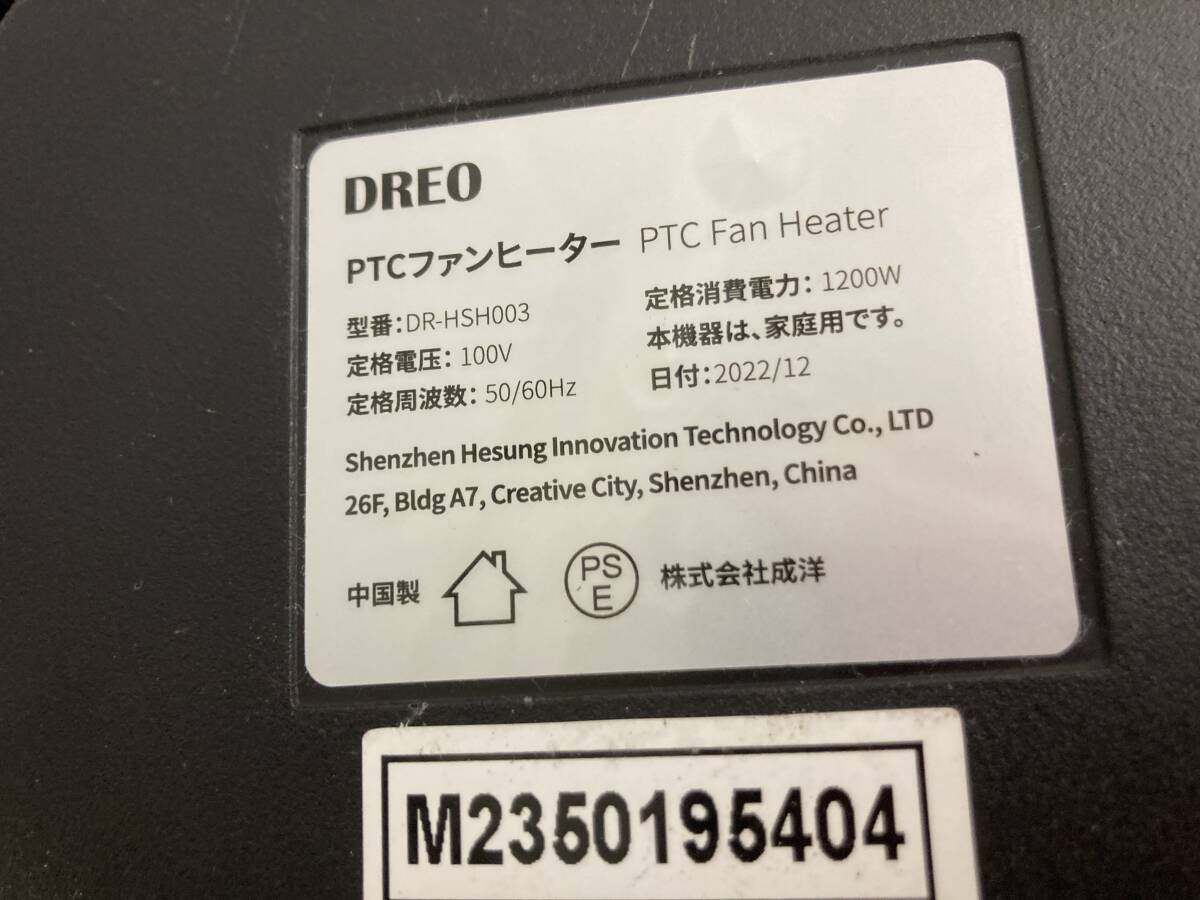 DREO
PTCファンヒーター PTC Fan Heater
型番：DR-HSH003
定格電圧：100V
定格周波数：50/60Hz
定格消費電力：1200W
本機器は、家庭用です。
日付：2022/12
Shenzhen Hesung Innovation Technology Co., LTD
26F, Bldg A7, Creative City, Shenzhen, China
中国製
PS
E
株式会社成洋
M2350195404